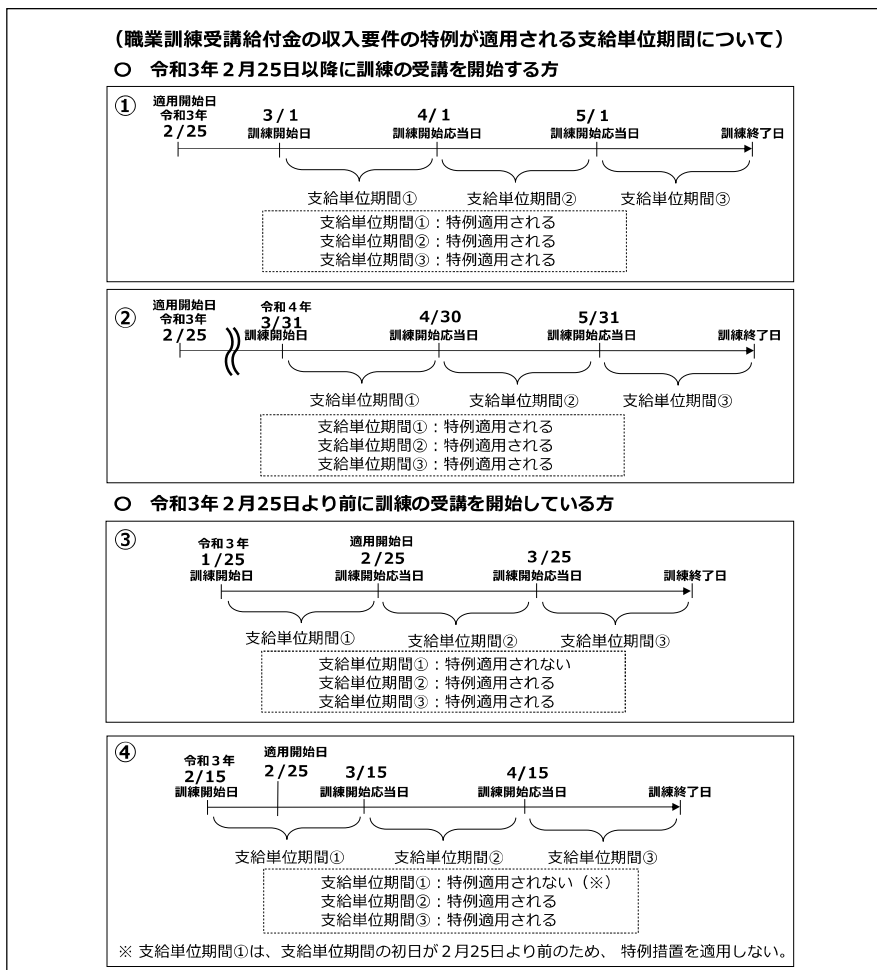 （職業訓練受講給付金の収入要件の特例が適用される支給単位期間について）
○ 令和3年２月25日以降に訓練の受講を開始する方
①
適用開始日
令和3年
2/25
3/1
訓練開始日
4/1
訓練開始応当日
5/1
訓練開始応当日
訓練終了日
支給単位期間① 支給単位期間② 支給単位期間③
支給単位期間①：特例適用される
支給単位期間②：特例適用される
支給単位期間③：特例適用される
②
適用開始日
令和3年
2/25
令和４年
3/31
訓練開始日
4/30
訓練開始応当日
5/31
訓練開始応当日
訓練終了日
支給単位期間① 支給単位期間② 支給単位期間③
支給単位期間①：特例適用される
支給単位期間②：特例適用される
支給単位期間③：特例適用される
○ 令和3年２月25日より前に訓練の受講を開始している方
③
令和３年
1/25
訓練開始日
適用開始日
2/25
訓練開始応当日
3/25
訓練開始応当日
訓練終了日
支給単位期間① 支給単位期間② 支給単位期間③
支給単位期間①：特例適用されない
支給単位期間②：特例適用される
支給単位期間③：特例適用される
④
令和３年
2/15
訓練開始日
適用開始日
2/25
3/15
訓練開始応当日
4/15
訓練開始応当日
訓練終了日
支給単位期間① 支給単位期間② 支給単位期間③
支給単位期間①：特例適用されない（※）
支給単位期間②：特例適用される
支給単位期間③：特例適用される
※ 支給単位期間①は、支給単位期間の初日が２月25日より前のため、 特例措置を適用しない。